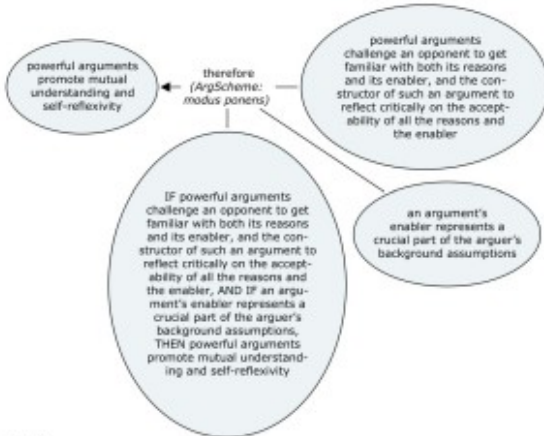 powerful arguments
promote mutual
understanding and
self-reflexivity
therefore
(ArgScheme:
modus ponens)
powerful arguments
challenge an opponent to get
familiar with both its reasons
and its enabler, and the con-
structor of such an argument to
reflect critically on the accept-
ability of all the reasons and
the enabler
an argument's
enabler represents a
crucial part of the arguer's
background assumptions
IF powerful arguments
challenge an opponent to get
familiar with both its reasons
and its enabler, and the con-
structor of such an argument to
reflect critically on the accept-
ability of all the reasons and
the enabler, AND IF an argu-
ment's enabler represents a
crucial part of the arguer's
background assumptions,
THEN powerful arguments
promote mutual understand-
ing and self-reflexivity